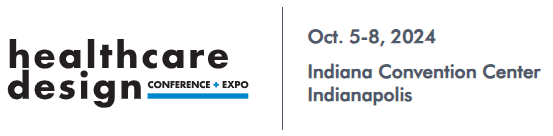 healthcare
design CONFERENCE + EXPO
Oct. 5-8, 2024
Indiana Convention Center
Indianapolis